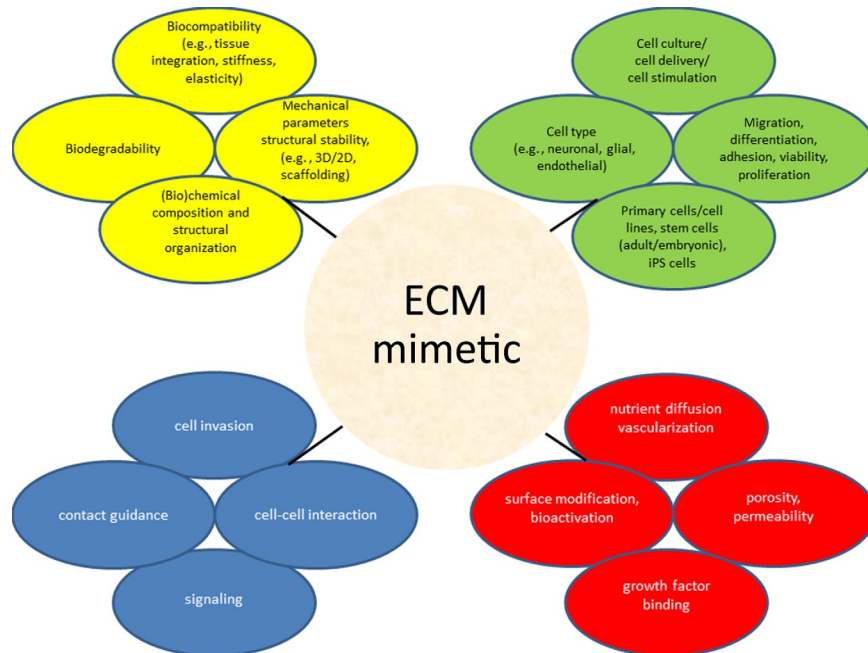 Biocompatibility
(e.g., tissue
integration, stiffness,
elasticity)
Biodegradability
Mechanical
parameters
structural stability,
(e.g., 3D/2D,
scaffolding)
(Bio)chemical
composition and
structural
organization
Cell culture/
cell delivery/
cell stimulation
Cell type
(e.g., neuronal, glial,
endothelial)
Migration,
differentiation,
adhesion, viability,
proliferation
Primary cells/cell
lines, stem cells
(adult/embryonic),
iPS cells
ECM
mimetic
cell invasion
contact guidance
cell-cell interaction
signaling
nutrient diffusion
vascularization
surface modification,
bioactivation
porosity,
permeability
growth factor
binding